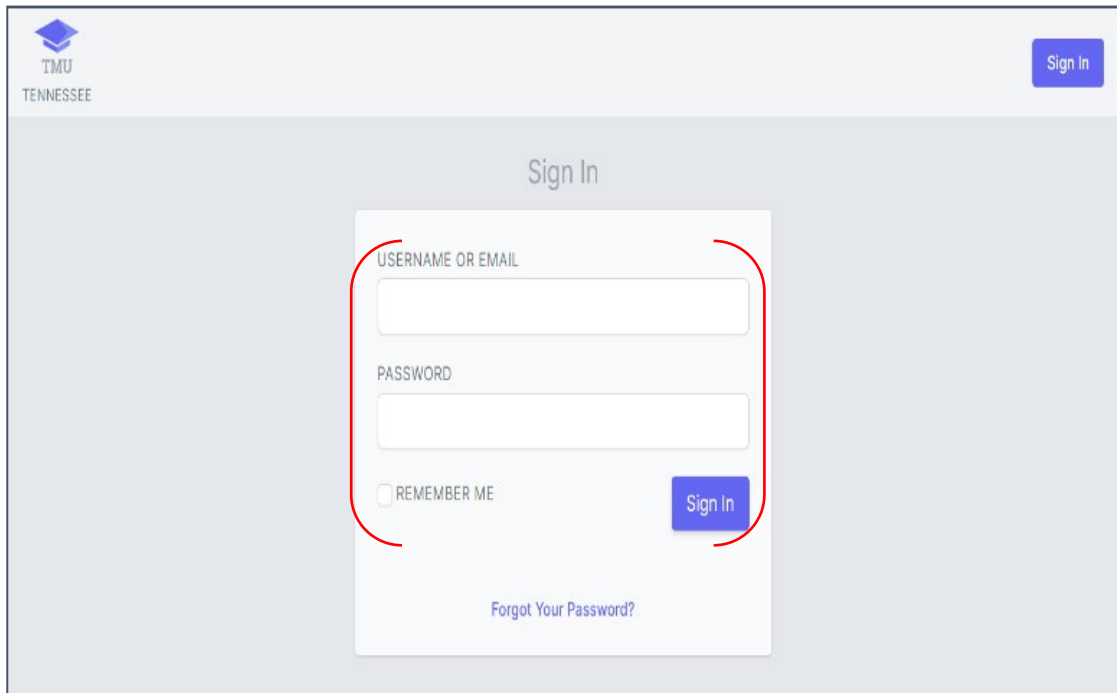 TMU
TENNESSEE
Sign In
Sign In
USERNAME OR EMAIL
PASSWORD
REMEMBER ME
Sign In
Forgot Your Password?